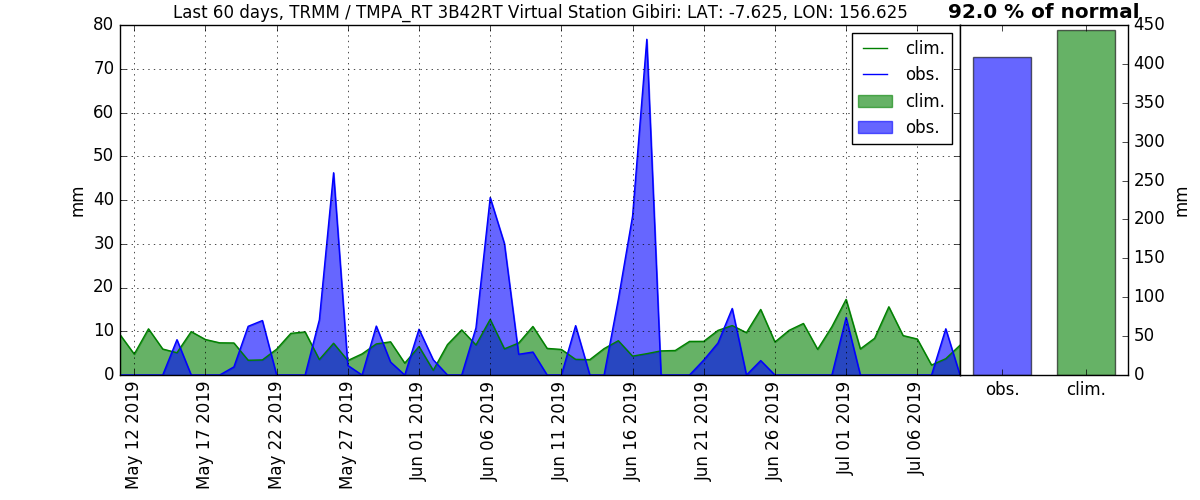 Last 60 days, TRMM / TMPA_RT 3B42RT Virtual Station Gibiri: LAT: -7.625, LON: 156.625
92.0 % of normal
80
70
60
50
40
30
20
10
0
mm
clim.
obs.
clim.
obs.
450
400
350
300
250
200
150
100
50
0
mm
obs.
clim.
May 12 2019
May 17 2019
May 22 2019
May 27 2019
Jun 01 2019
Jun 06 2019
Jun 11 2019
Jun 16 2019
Jun 21 2019
Jun 26 2019
Jul 01 2019
Jul 06 2019